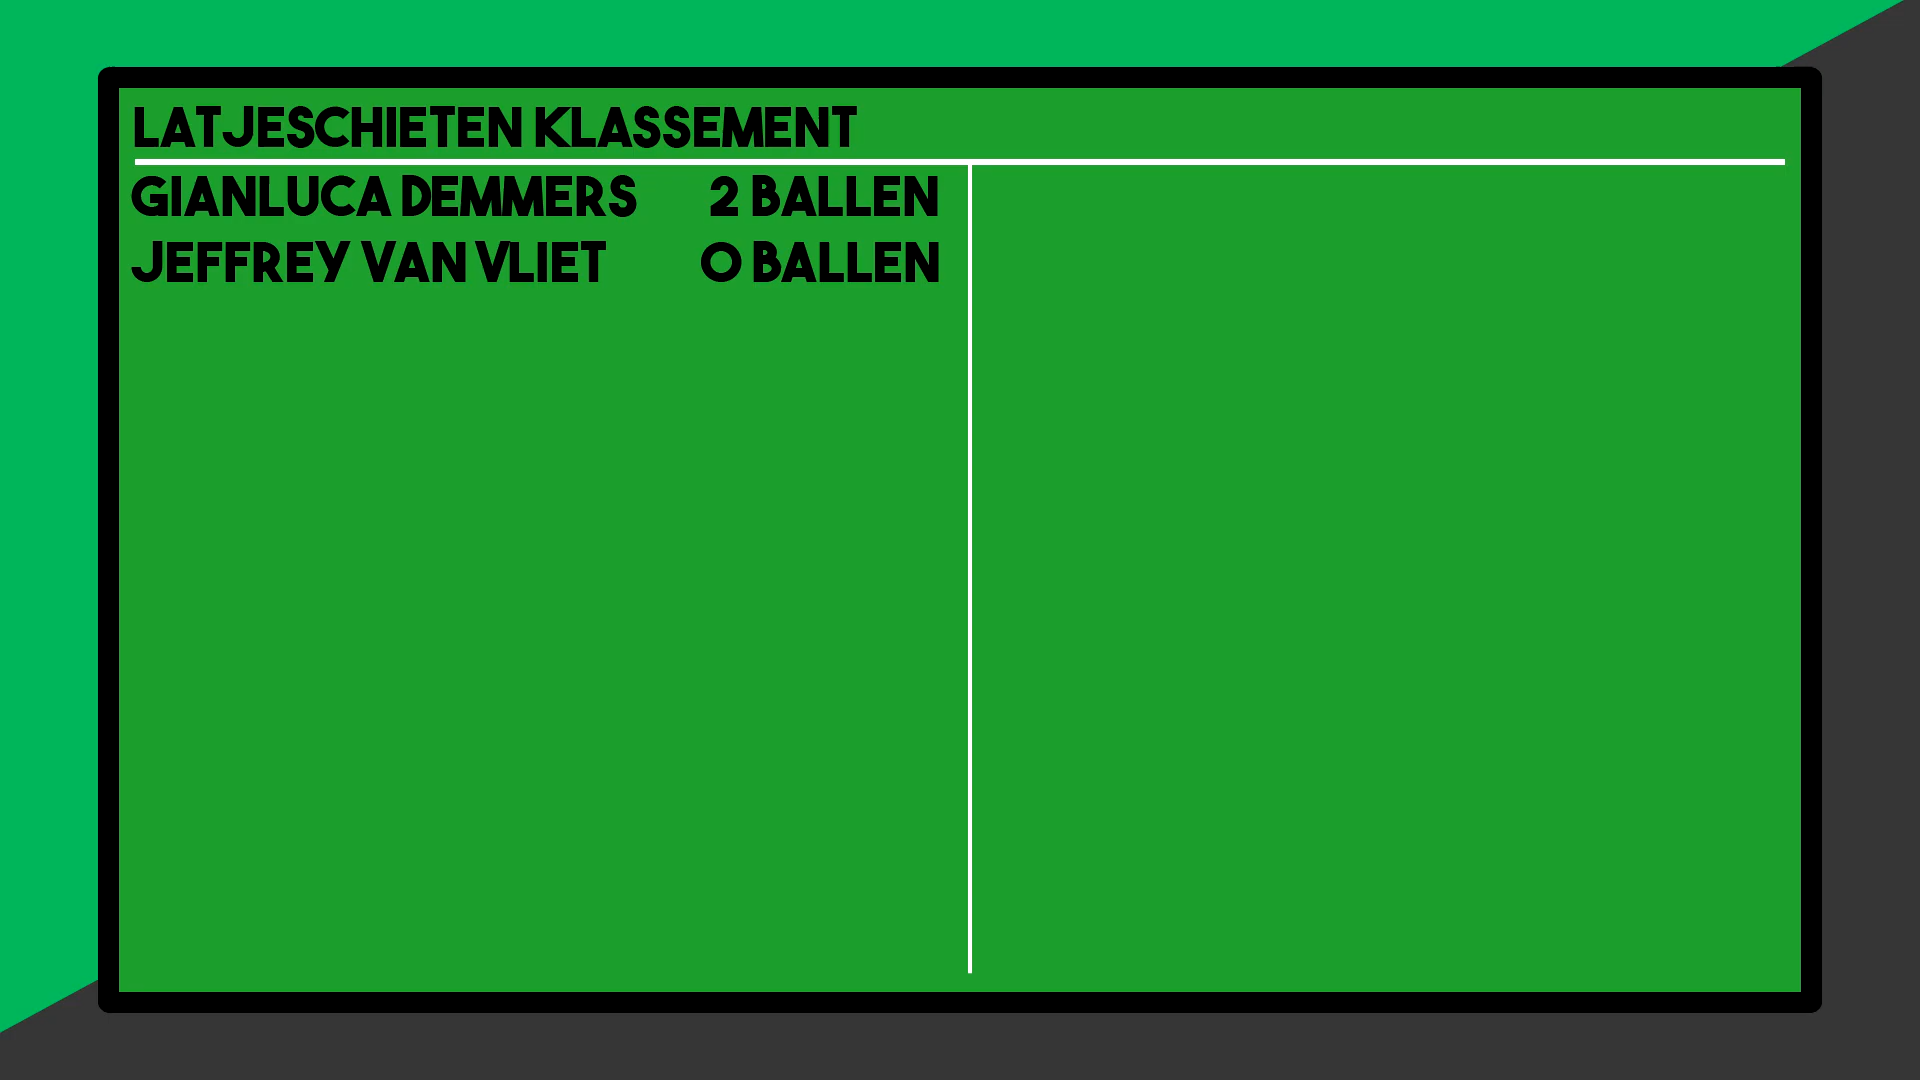 LATJESCHIETEN KLASSEMENT
GIANLUCA DEMMERS 2 BALLEN
JEFFREY VAN VLIET 0 BALLEN